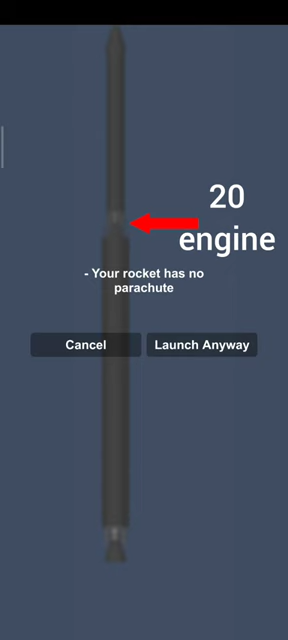 20
engine
- Your rocket has no
parachute
Cancel
Launch Anyway